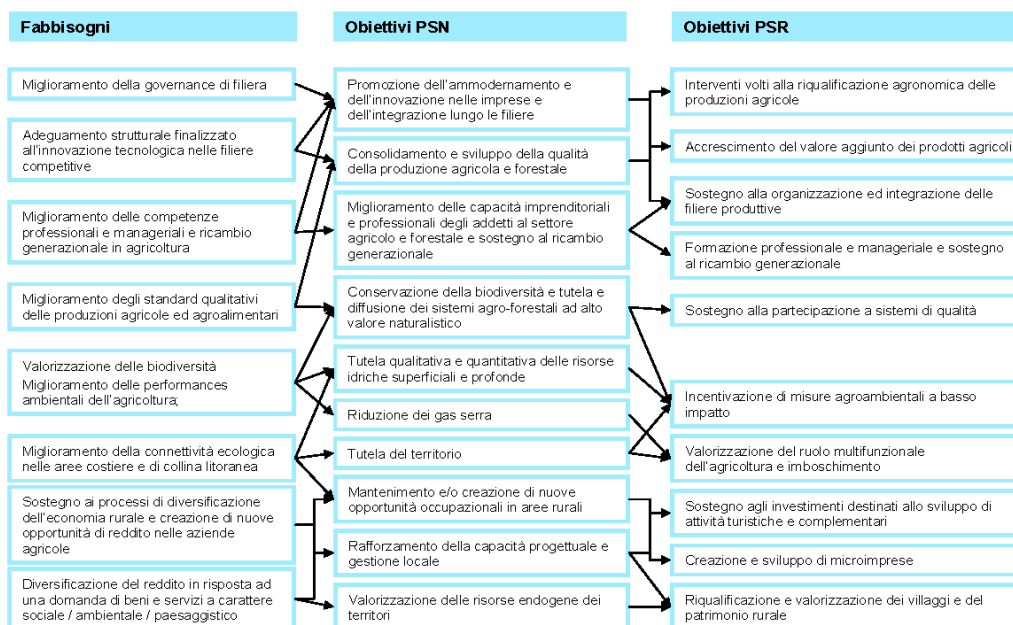 Fabbisogni
Obiettivi PSN
Obiettivi PSR
Miglioramento della governance di filiera
Adeguamento strutturale finalizzato
all'innovazione tecnologica nelle filiere
competitive
Miglioramento delle competenze
professionali e manageriali e ricambio
generazionale in agricoltura
Miglioramento degli standard qualitativi
delle produzioni agricole ed agroalimentari
Valorizzazione delle biodiversità
Miglioramento delle performances
ambientali dell'agricoltura;
Miglioramento della connettività ecologica
nelle aree costiere e di collina litoranea
Sostegno ai processi di diversificazione
dell'economia rurale e creazione di nuove
opportunità di reddito nelle aziende
agricole
Diversificazione del reddito in risposta ad
una domanda di beni e servizi a carattere
sociale / ambientale / paesaggistico
Promozione dell'ammodernamento e
dell'innovazione nelle imprese e
dell'integrazione lungo le filiere
Consolidamento e sviluppo della qualità
della produzione agricola e forestale
Miglioramento delle capacità imprenditoriali
e professionali degli addetti al settore
agricolo e forestale e sostegno al ricambio
generazionale
Conservazione della biodiversità e tutela e
diffusione dei sistemi agro-forestali ad alto
valore naturalistico
Tutela qualitativa e quantitativa delle risorse
idriche superficiali e profonde
Riduzione dei gas serra
Tutela del territorio
Mantenimento e/o creazione di nuove
opportunità occupazionali in aree rurali
Rafforzamento della capacità progettuale e
gestione locale
Valorizzazione delle risorse endogene dei
territori
Interventi volti alla riqualificazione agronomica delle
produzioni agricole
Accrescimento del valore aggiunto dei prodotti agricoli
Sostegno alla organizzazione ed integrazione delle
filiere produttive
Formazione professionale e manageriale e sostegno
al ricambio generazionale
Sostegno alla partecipazione a sistemi di qualità
Incentivazione di misure agroambientali a basso
impatto
Valorizzazione del ruolo multifunzionale
dell'agricoltura e imboschimento
Sostegno agli investimenti destinati allo sviluppo di
attività turistiche e complementari
Creazione e sviluppo di microimprese
Riqualificazione e valorizzazione dei villaggi e del
patrimonio rurale